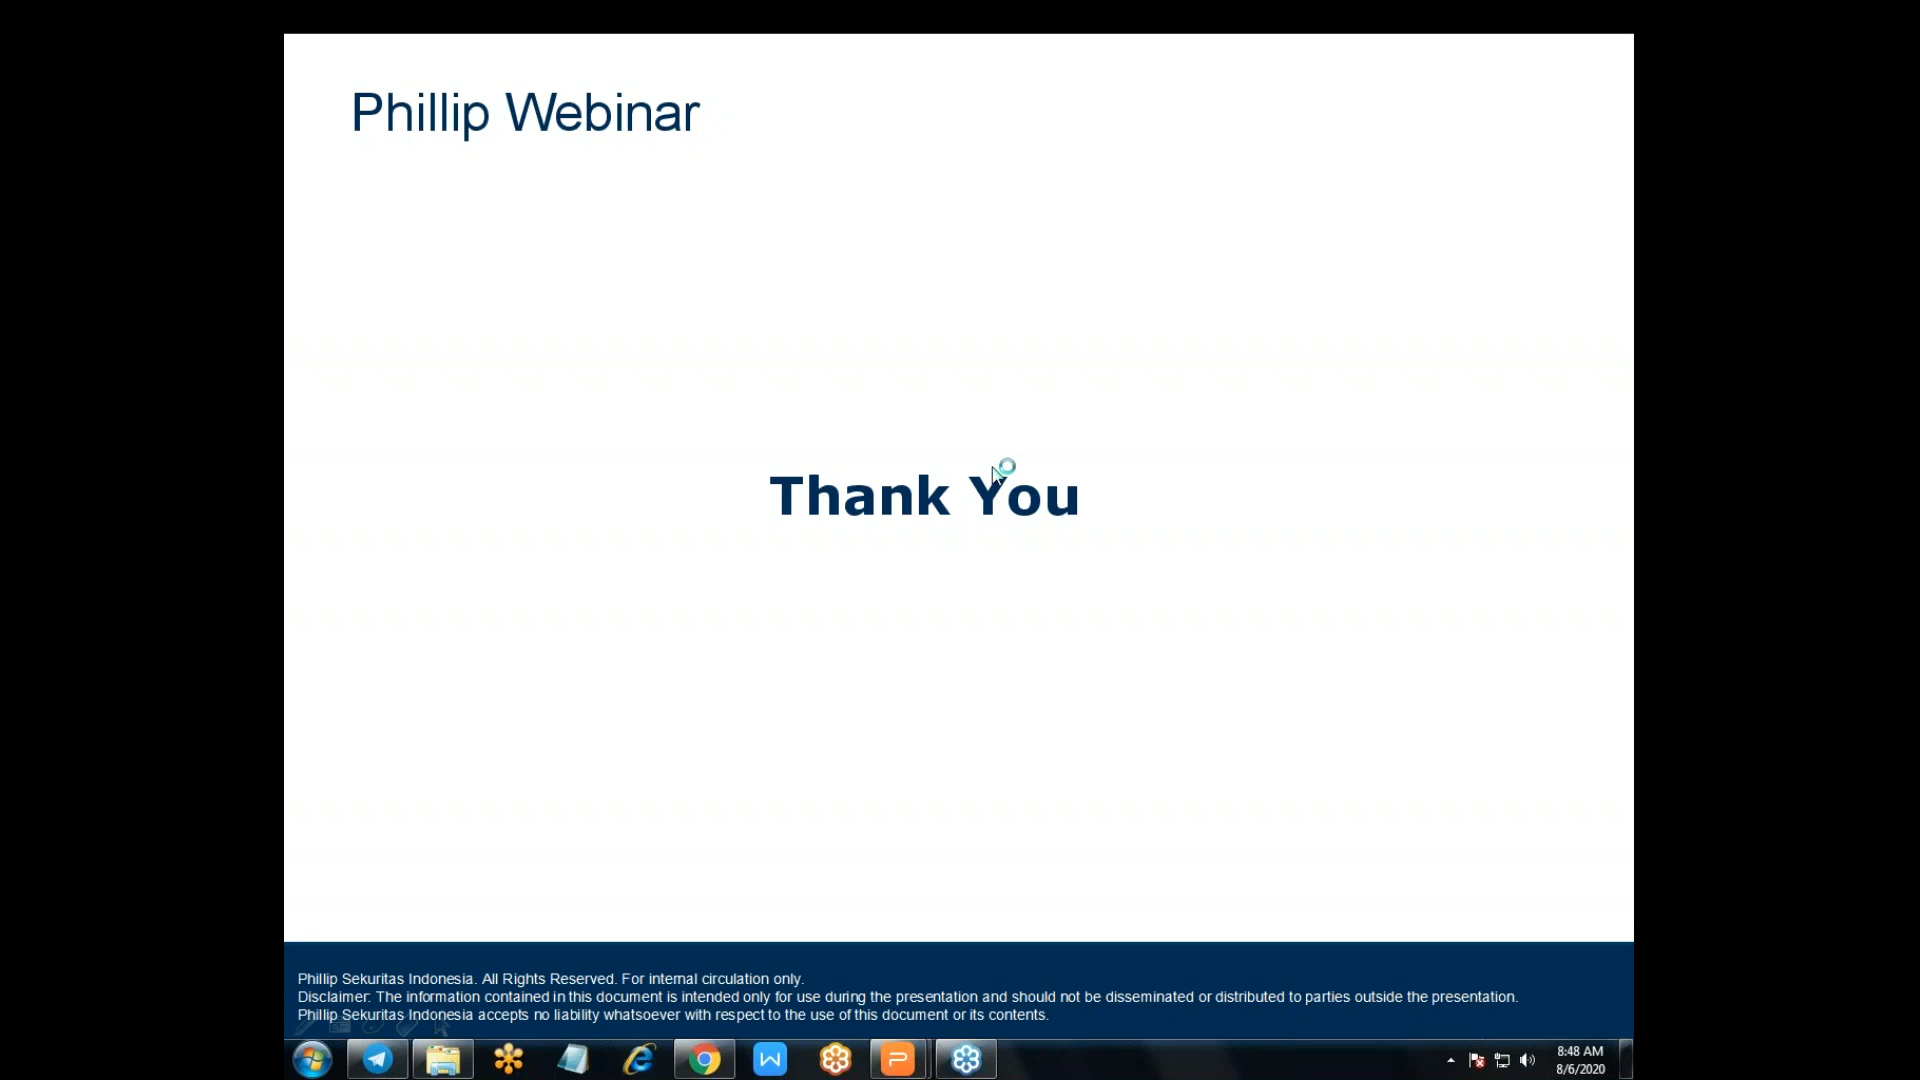 Phillip Webinar
Thank You
Phillip Sekuritas Indonesia. All Rights Reserved. For internal circulation only.
Disclaimer: The information contained in this document is intended only for use during the presentation and should not be disseminated or distributed to parties outside the presentation.
Phillip Sekuritas Indonesia accepts no liability whatsoever with respect to the use of this document or its contents.
8:48 AM
8/6/2020